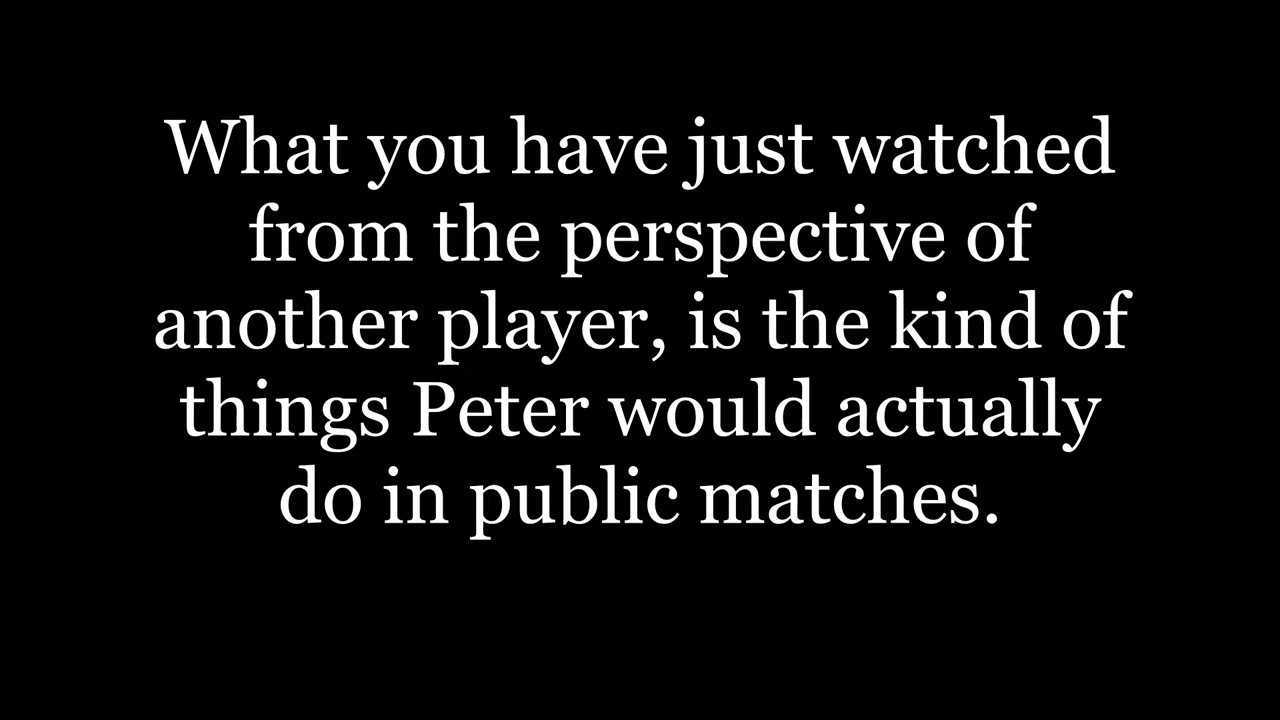 What you have just watched
from the perspective of
another player, is the kind of
things Peter would actually
do in public matches.